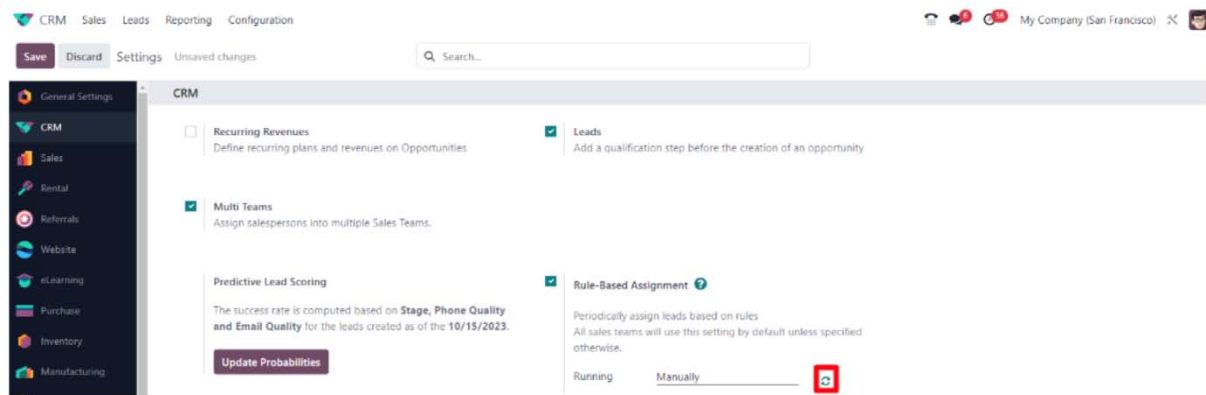 CRM Sales Leads Reporting Configuration 6 38 My Company (San Francisco)
Save Discard Settings Unsaved changes Search...
General Settings
CRM
Sales
Rental
Referrals
Website
eLearning
Purchase
Inventory
Manufacturing
CRM
Recurring Revenues
Define recurring plans and revenues on Opportunities
Leads
Add a qualification step before the creation of an opportunity
Multi Teams
Assign salespersons into multiple Sales Teams.
Predictive Lead Scoring
The success rate is computed based on Stage, Phone Quality
and Email Quality for the leads created as of the 10/15/2023.
Update Probabilities
Rule-Based Assignment ?
Periodically assign leads based on rules
All sales teams will use this setting by default unless specified
otherwise.
Running Manually